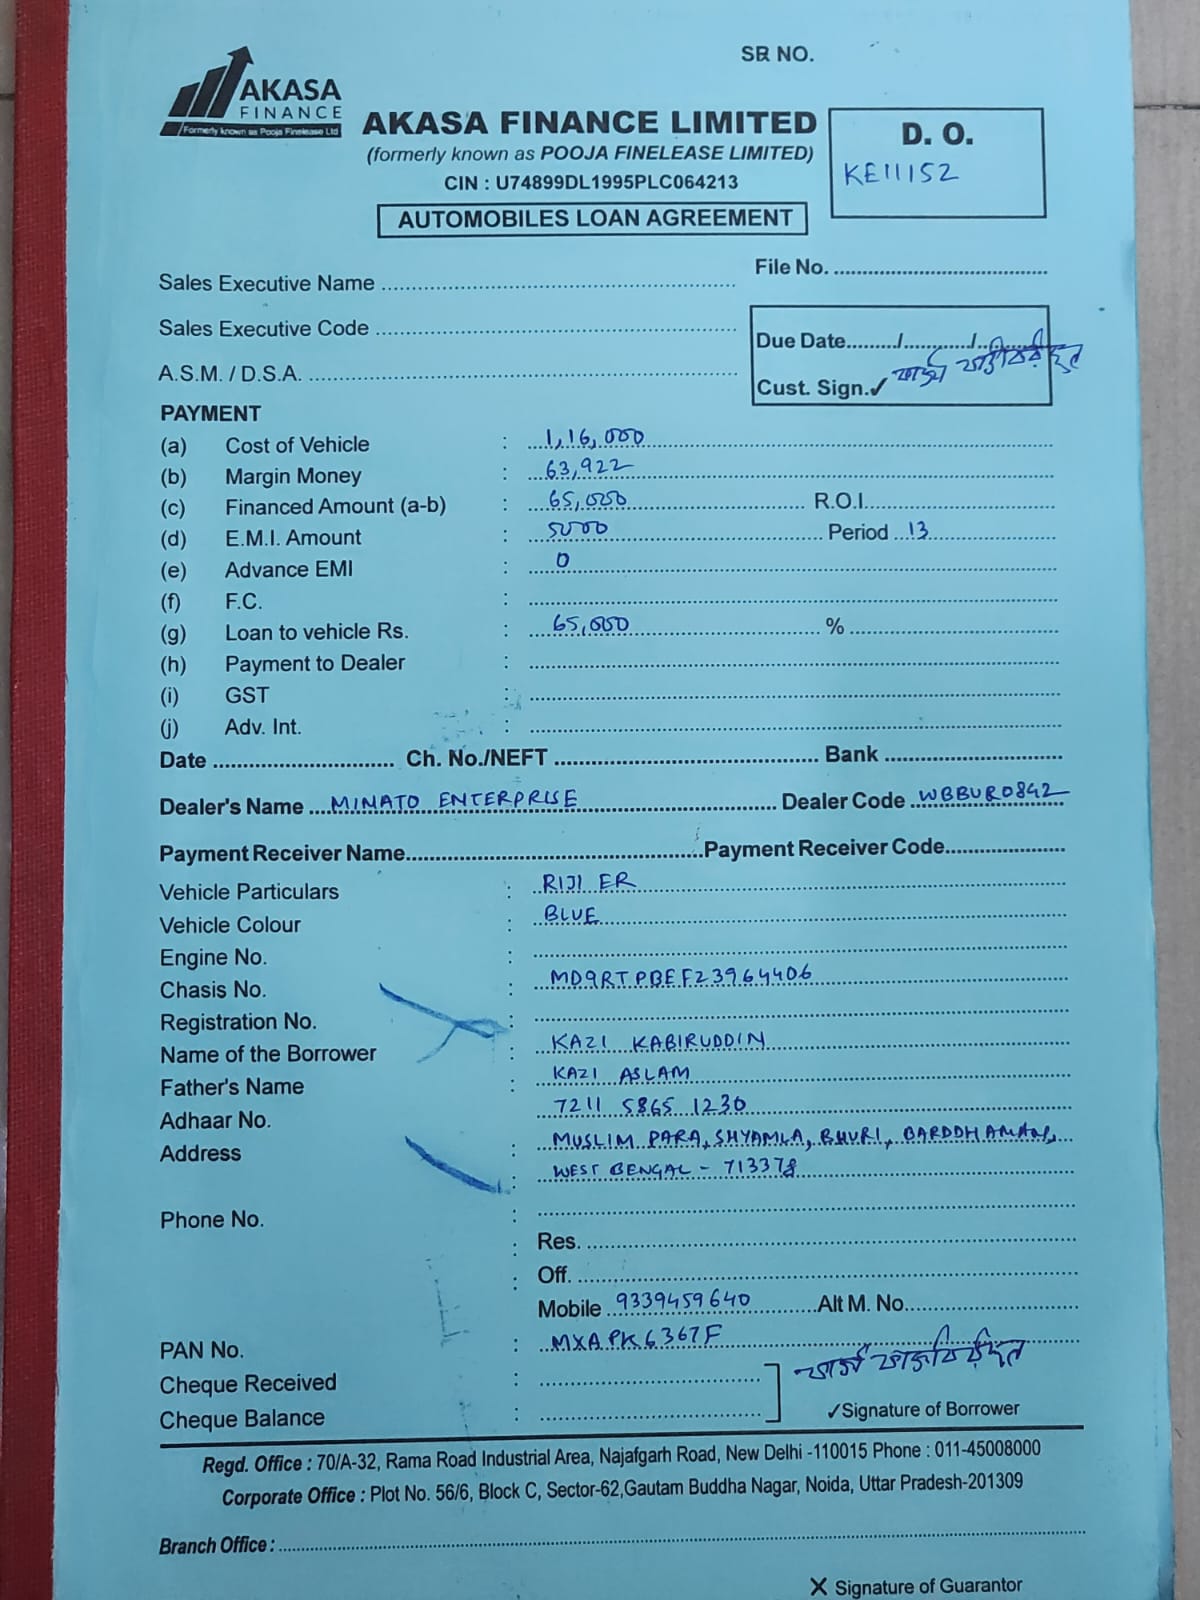 SR NO.
AKASA
FINANCE
Formerly known as Pooja Finelease Ltd
AKASA FINANCE LIMITED
(formerly known as POOJA FINELEASE LIMITED)
CIN : U74899DL1995PLC064213
AUTOMOBILES LOAN AGREEMENT
D. O.
KE11152
File No.
Sales Executive Name
Sales Executive Code
A.S.M. / D.S.A.
Due Date......../.........../..........
Cust. Sign.✓
PAYMENT
(a) Cost of Vehicle : 1,16,000
(b) Margin Money : 63,922
(c) Financed Amount (a-b) : 65,000 R.O.I.
(d) E.M.I. Amount : 5000 Period 13
(e) Advance EMI : 0
(f) F.C. :
(g) Loan to vehicle Rs. : 65,000 %
(h) Payment to Dealer :
(i) GST :
(j) Adv. Int. :
Date Ch. No./NEFT Bank
Dealer's Name MINATO ENTERPRISE Dealer Code WBBUR0842
Payment Receiver Name Payment Receiver Code
Vehicle Particulars : RIJI ER
Vehicle Colour : BLUE
Engine No. :
Chasis No. : MD9RTPBEF23964406
Registration No. :
Name of the Borrower : KAZI KABIRUDDIN
Father's Name : KAZI ASLAM
Adhaar No. 7211 5865 1230
Address : MUSLIM PARA, SHYAMLA, BHURI, BARDDHAMAN,
: WEST BENGAL - 713378
Phone No. :
: Res.
: Off.
Mobile 9339459640 Alt M. No.
PAN No. : MXAPK6367F
Cheque Received :
Cheque Balance :
✓Signature of Borrower
Regd. Office : 70/A-32, Rama Road Industrial Area, Najafgarh Road, New Delhi -110015 Phone : 011-45008000
Corporate Office : Plot No. 56/6, Block C, Sector-62,Gautam Buddha Nagar, Noida, Uttar Pradesh-201309
Branch Office :
X Signature of Guarantor